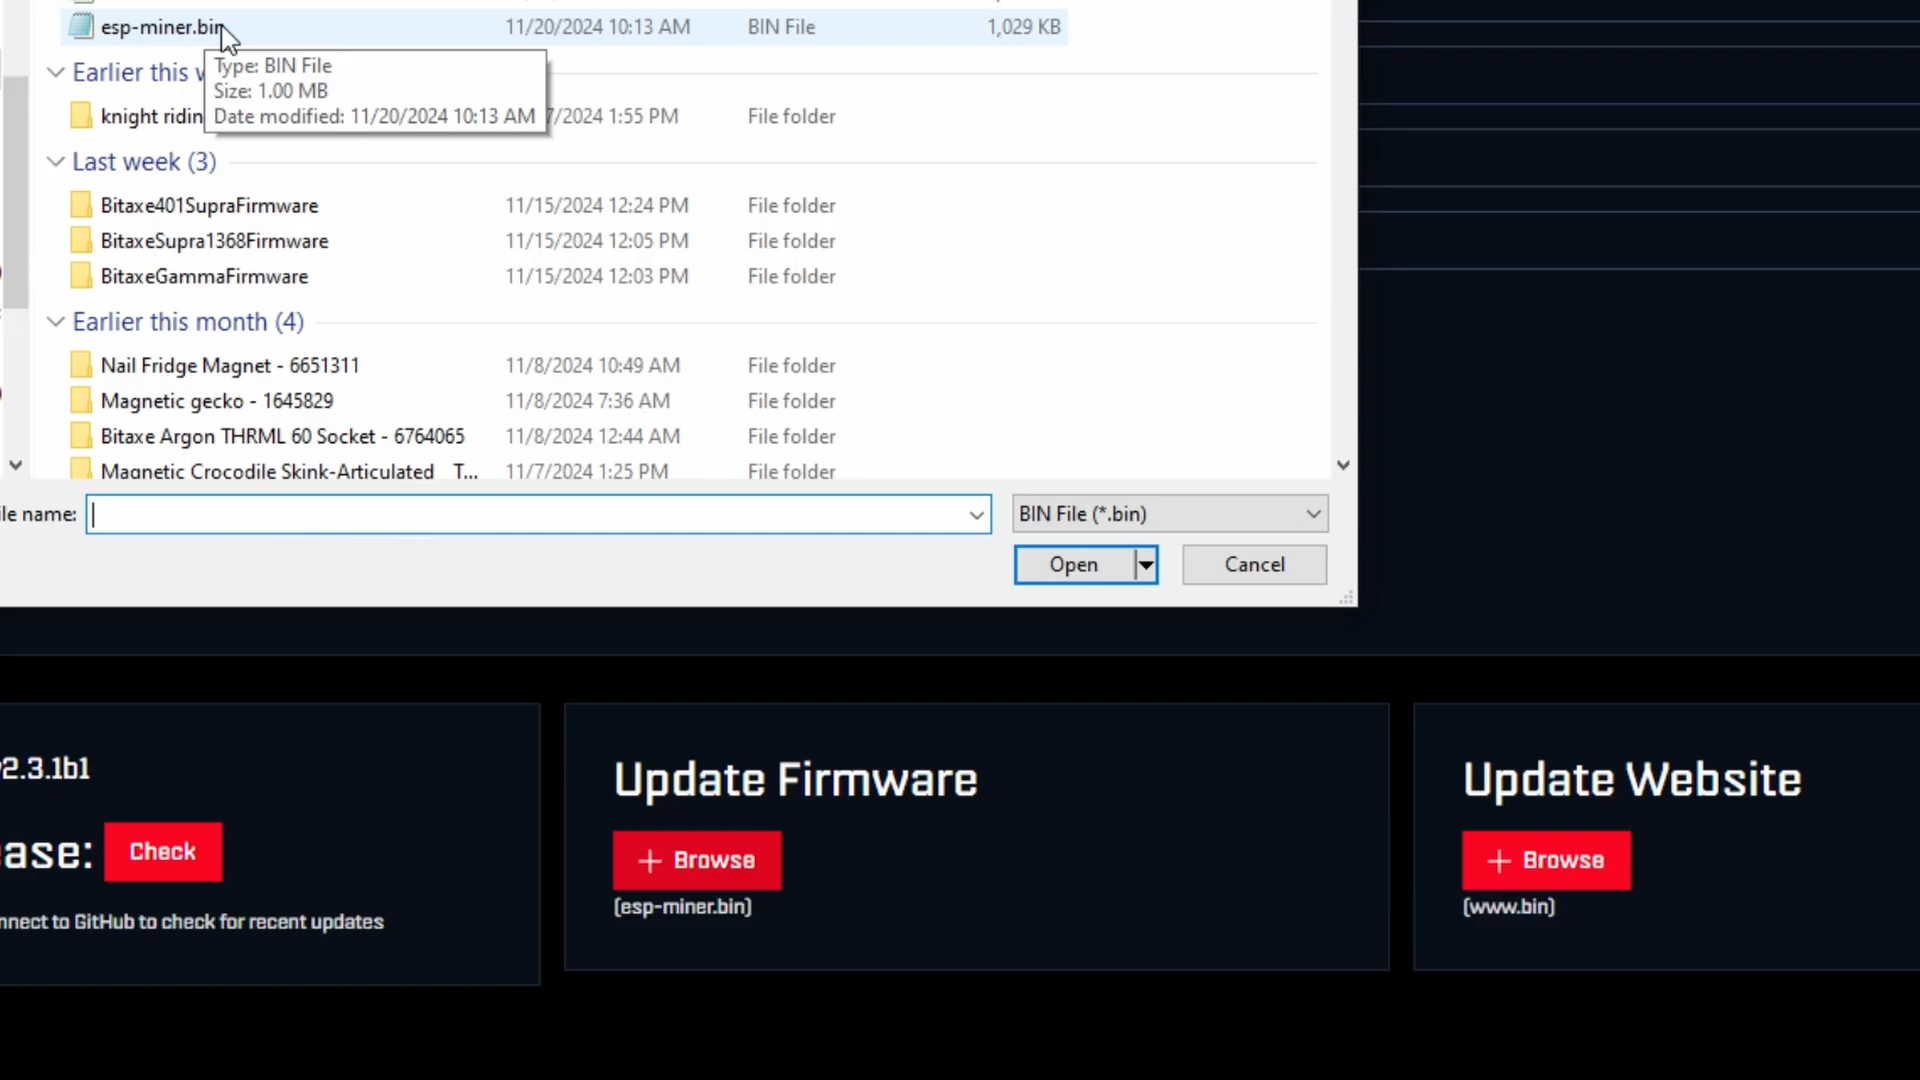 esp-miner.bin 11/20/2024 10:13 AM BIN File 1,029 KB
Earlier this
Type: BIN File
Size: 1.00 MB
Date modified: 11/20/2024 10:13 AM
knight ridin 7/2024 1:55 PM File folder
Last week (3)
Bitaxe401SupraFirmware 11/15/2024 12:24 PM File folder
BitaxeSupra1368Firmware 11/15/2024 12:05 PM File folder
BitaxeGammaFirmware 11/15/2024 12:03 PM File folder
Earlier this month (4)
Nail Fridge Magnet - 6651311 11/8/2024 10:49 AM File folder
Magnetic gecko - 1645829 11/8/2024 7:36 AM File folder
Bitaxe Argon THRML 60 Socket - 6764065 11/8/2024 12:44 AM File folder
Magnetic Crocodile Skink-Articulated T... 11/7/2024 1:25 PM File folder
ile name: BIN File (*.bin)
Open Cancel
v2.3.1b1
ease: Check
nnect to GitHub to check for recent updates
Update Firmware
+ Browse
(esp-miner.bin)
Update Website
+ Browse
(www.bin)